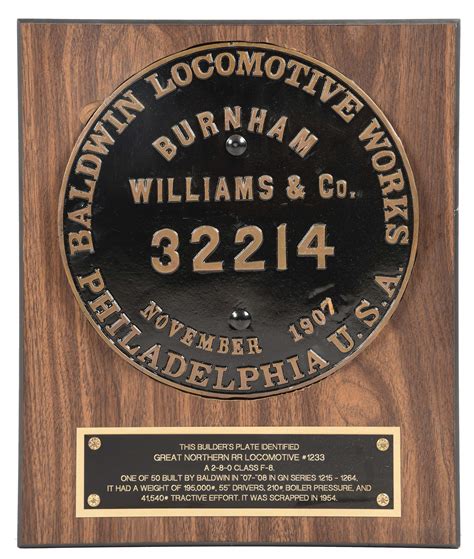 BALDWIN LOCOMOTIVE WORKS
BURNHAM
WILLIAMS & Co.
32214
NOVEMBER 1907
PHILADELPHIA U.S.A.
THIS BUILDER'S PLATE IDENTIFIED
GREAT NORTHERN RR LOCOMOTIVE #1233
A 2-8-0 CLASS F-8.
ONE OF 50 BUILT BY BALDWIN IN "07-"08 IN GN SERIES 1215 - 1264,
IT HAD A WEIGHT OF 195,000#, 55" DRIVERS, 210# BOILER PRESSURE, AND
41,540# TRACTIVE EFFORT. IT WAS SCRAPPED IN 1954.